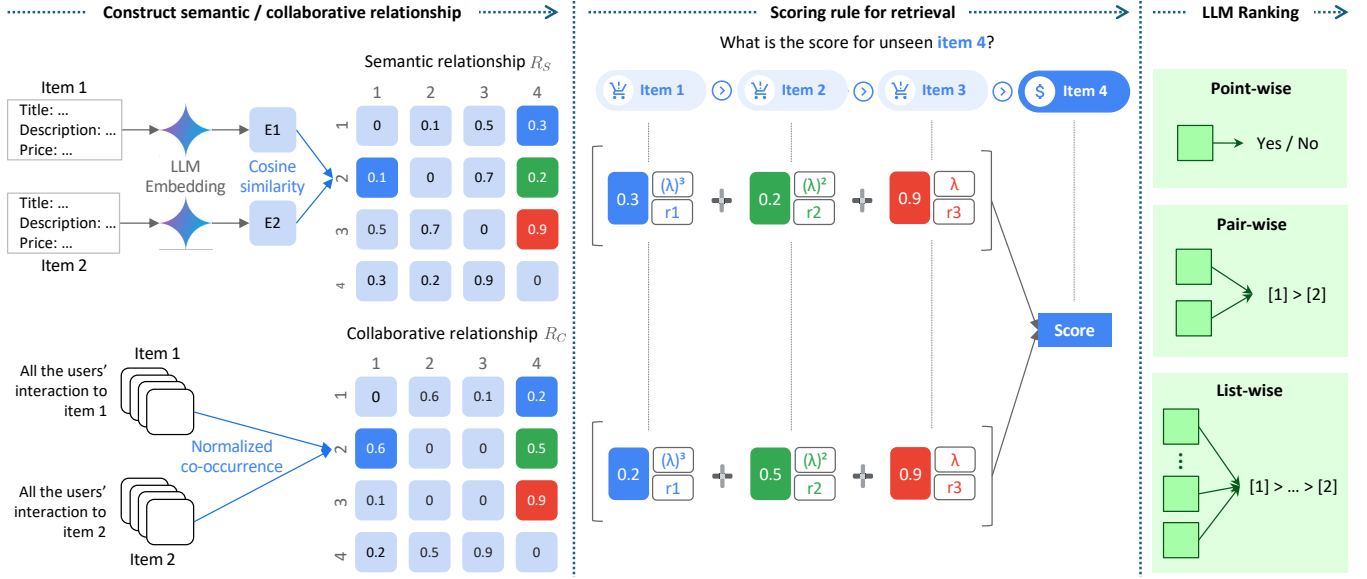 Construct semantic / collaborative relationship
Semantic relationship R_S
Item 1
Title: ...
Description: ...
Price: ...
LLM
Embedding
E1
Cosine
similarity
E2
Title: ...
Description: ...
Price: ...
Item 2
1 2 3 4
1 0 0.1 0.5 0.3
2 0.1 0 0.7 0.2
3 0.5 0.7 0 0.9
4 0.3 0.2 0.9 0
Collaborative relationship R_C
Item 1
All the users'
interaction to
item 1
Normalized
co-occurrence
All the users'
interaction to
item 2
Item 2
1 2 3 4
1 0 0.6 0.1 0.2
2 0.6 0 0 0.5
3 0.1 0 0 0.9
4 0.2 0.5 0.9 0
Scoring rule for retrieval
What is the score for unseen item 4?
Item 1 Item 2 Item 3 $ Item 4
0.3 (λ)³ r1 + 0.2 (λ)² r2 + 0.9 λ r3
Score
0.2 (λ)³ r1 + 0.5 (λ)² r2 + 0.9 λ r3
LLM Ranking
Point-wise
Yes / No
Pair-wise
[1] > [2]
List-wise
[1] > ... > [2]